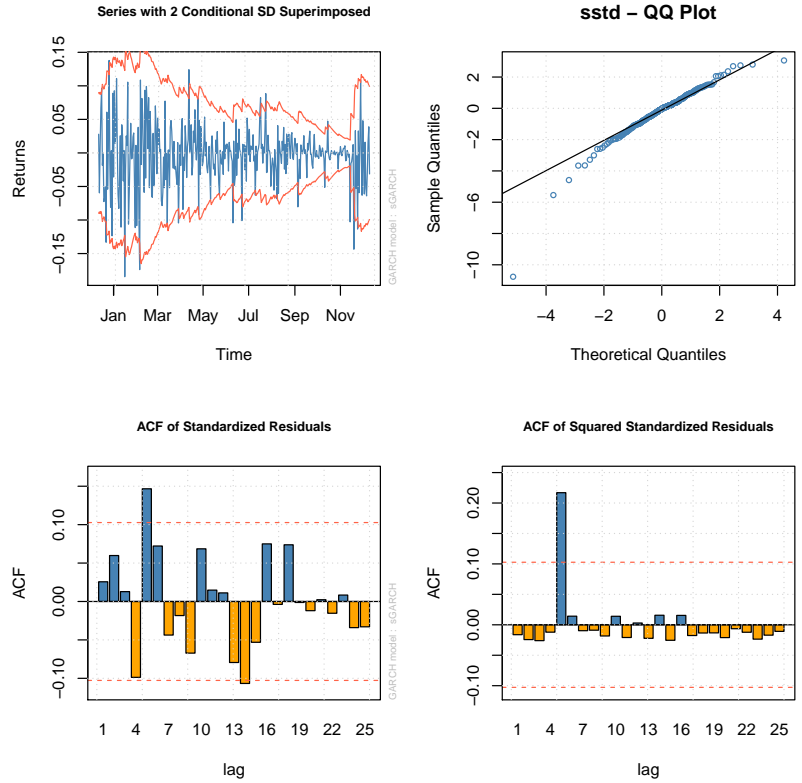 Series with 2 Conditional SD Superimposed
0.15
0.05
−0.05
−0.15
Returns
Jan Mar May Jul Sep Nov
Time
GARCH model : sGARCH
sstd − QQ Plot
2
0
−2
−6
−10
Sample Quantiles
−4 −2 0 2 4
Theoretical Quantiles
ACF of Standardized Residuals
0.10
0.00
−0.10
ACF
1 4 7 10 13 16 19 22 25
lag
GARCH model : sGARCH
ACF of Squared Standardized Residuals
0.20
0.10
0.00
−0.10
ACF
1 4 7 10 13 16 19 22 25
lag